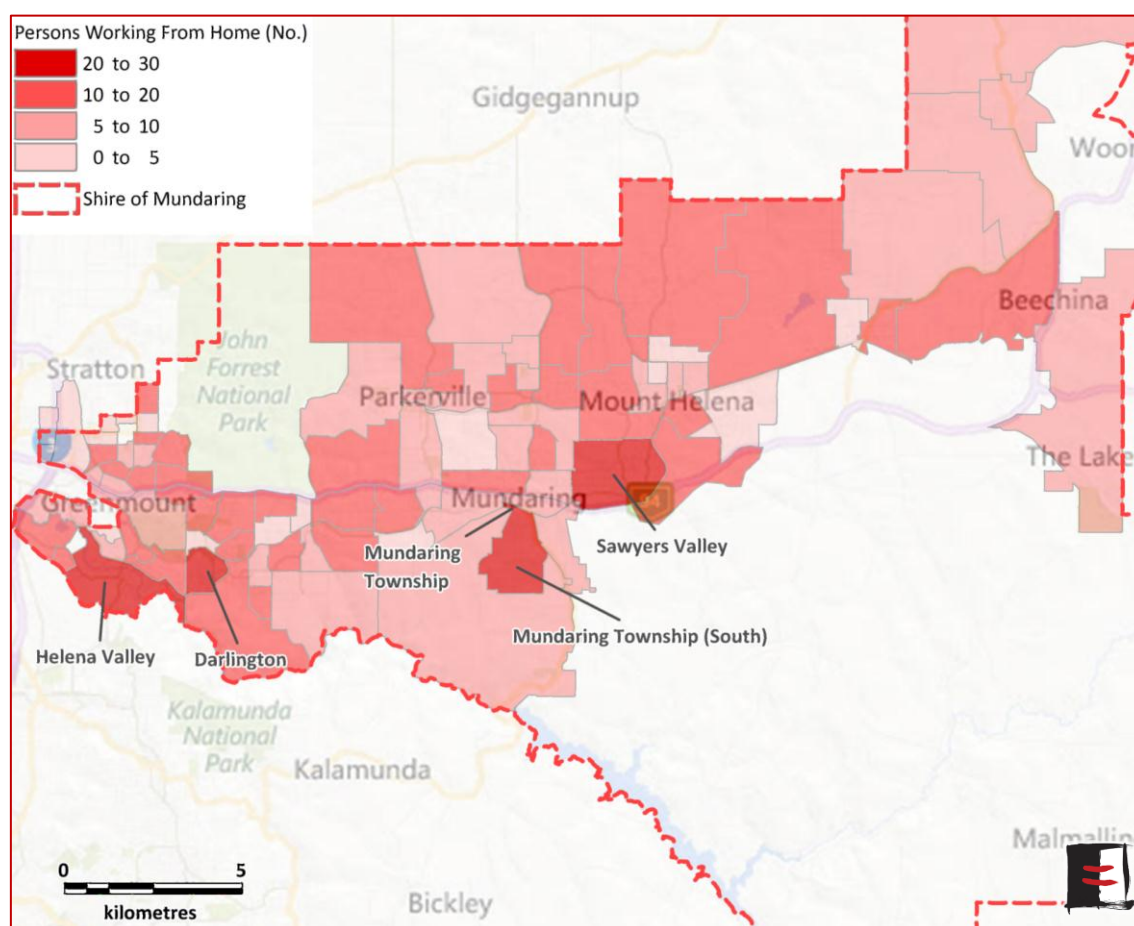 Persons Working From Home (No.)
20 to 30
10 to 20
5 to 10
0 to 5
Shire of Mundaring
Gidgegannup
Woor
Beechina
John
Forrest
National
Park
Stratton
Parkerville
Mount Helena
The Lake
Greenmount
Mundaring
Mundaring
Township
Sawyers Valley
Mundaring Township (South)
Helena Valley
Darlington
Kalamunda
National
Park
Kalamunda
Malmallin
0 5
kilometres
Bickley